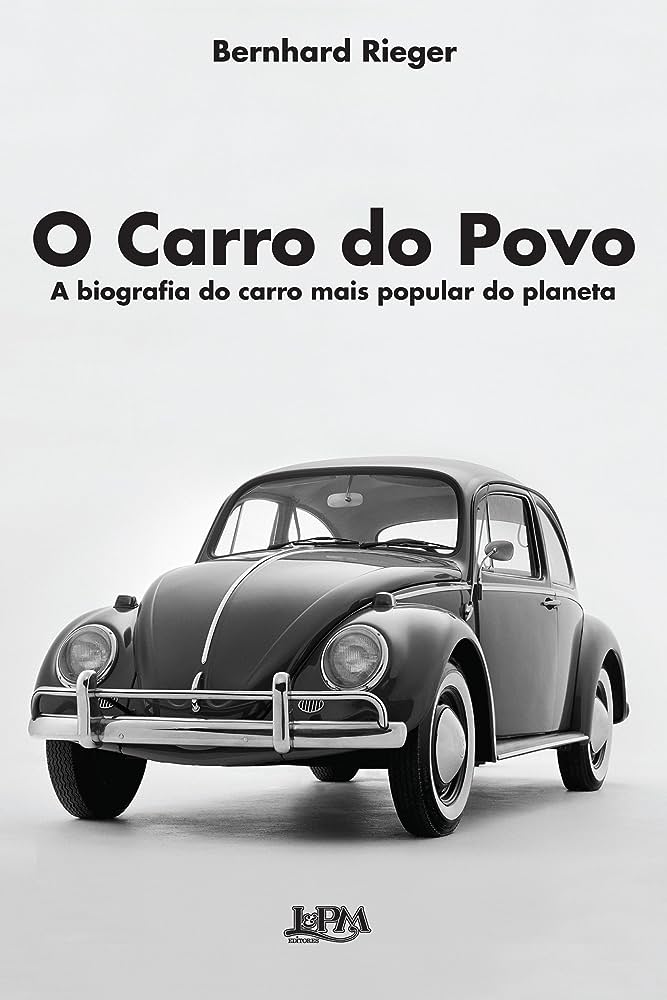 Bernhard Rieger
O Carro do Povo
A biografia do carro mais popular do planeta
L&PM
EDITORES